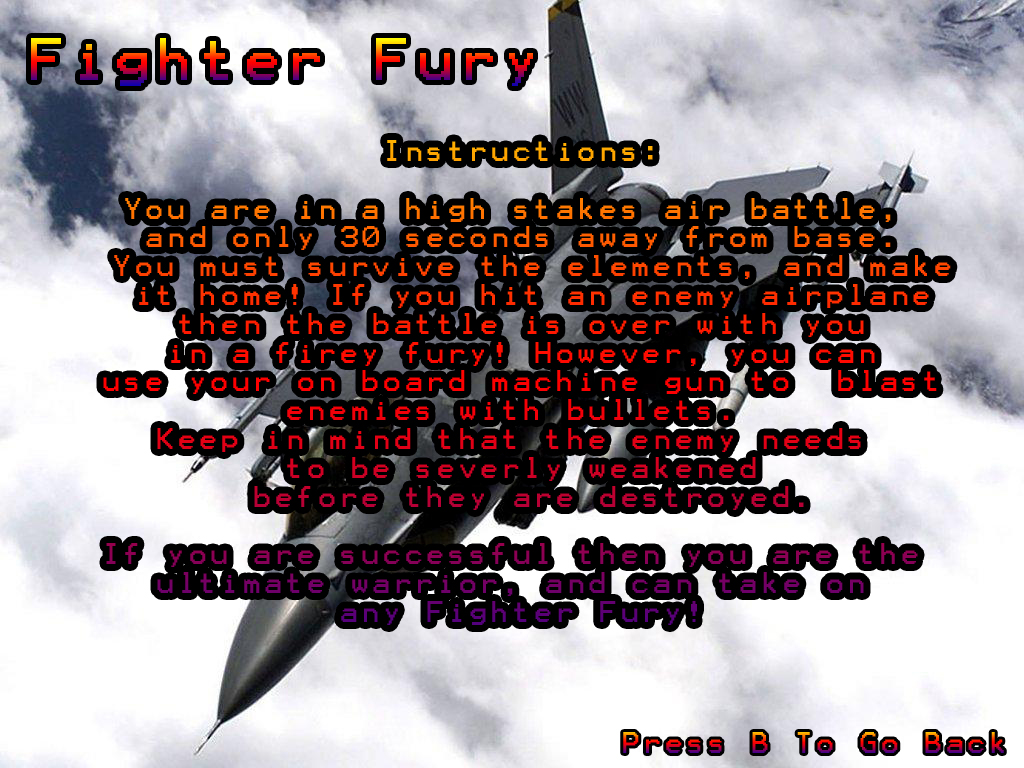 Fighter Fury
Instructions:
You are in a high stakes air battle,
and only 30 seconds away from base.
You must survive the elements, and make
it home! If you hit an enemy airplane
then the battle is over with you
in a firey fury! However, you can
use your on board machine gun to  blast
enemies with bullets.
Keep in mind that the enemy needs
to be severly weakened
before they are destroyed.
If you are successful then you are the
ultimate warrior, and can take on
any Fighter Fury!
Press B To Go Back
WW